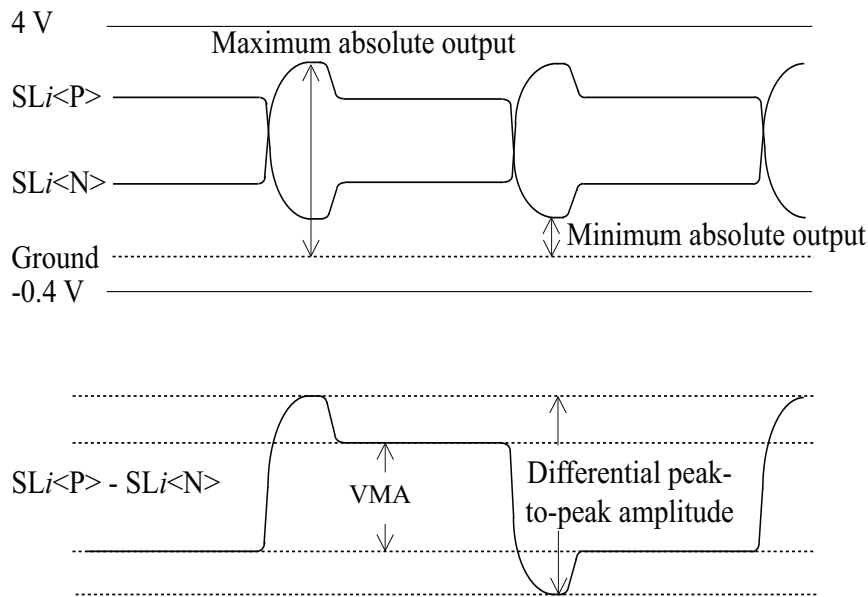 4 V
Maximum absolute output
SLi<P>
SLi<N>
Minimum absolute output
Ground
-0.4 V
SLi<P> - SLi<N>
VMA
Differential peak-
to-peak amplitude